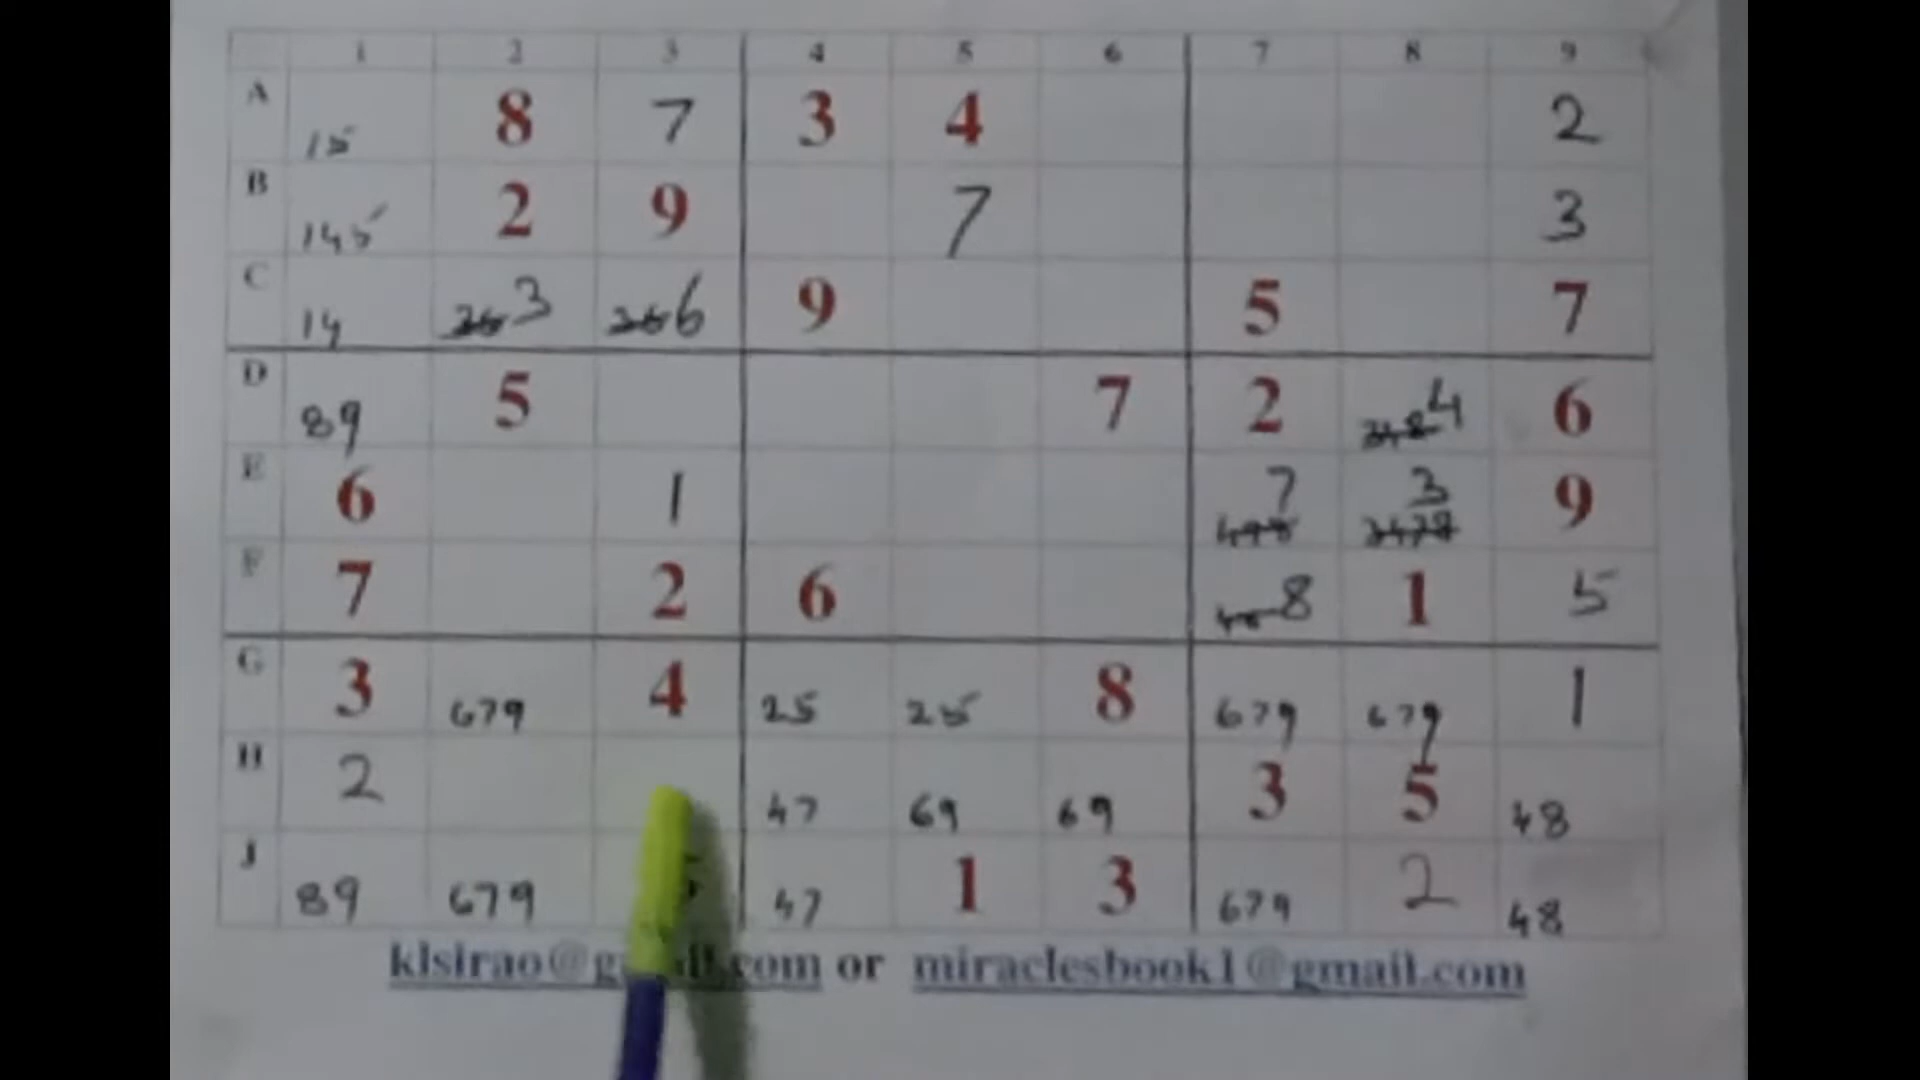 1 2 3 4 5 6 7 8 9
A 15 8 7 3 4 2
B 145 2 9 7 3
C 14 3 6 9 5 7
D 89 5 7 2 4 6
E 6 1 7 3 9
F 7 2 6 8 1 5
G 3 679 4 25 25 8 679 679 1
H 2 47 69 69 3 5 48
J 89 679 47 1 3 679 2 48
or miraclesbook1@gmail.com